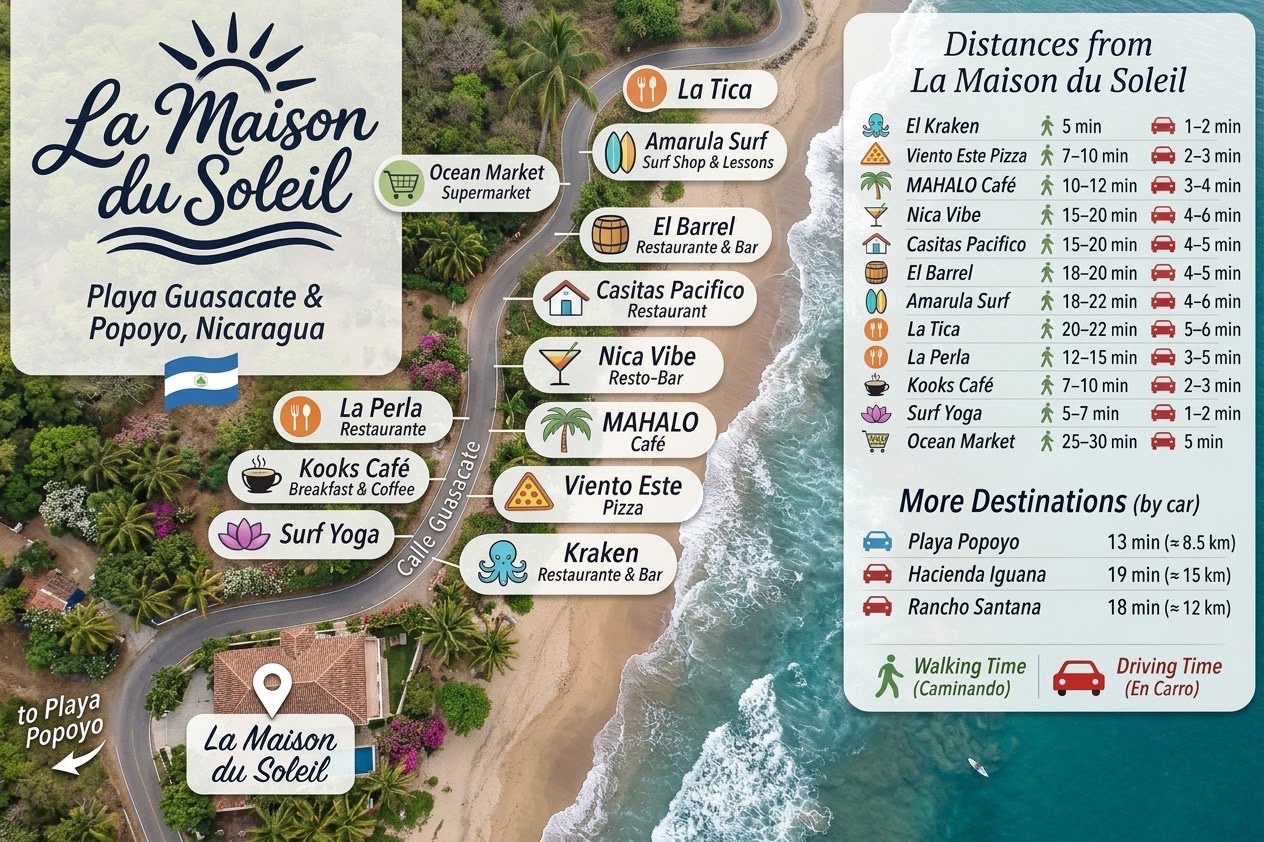 La Maison
du Soleil
Playa Guasacate &
Popoyo, Nicaragua
La Tica
Amarula Surf
Surf Shop & Lessons
Ocean Market
Supermarket
El Barrel
Restaurante & Bar
Casitas Pacifico
Restaurant
Nica Vibe
Resto-Bar
La Perla
Restaurante
MAHALO
Café
Kooks Café
Breakfast & Coffee
Viento Este
Pizza
Surf Yoga
Kraken
Restaurante & Bar
Calle Guasacate
La Maison
du Soleil
to Playa
Popoyo
Distances from
La Maison du Soleil
El Kraken 5 min 1–2 min
Viento Este Pizza 7–10 min 2–3 min
MAHALO Café 10–12 min 3–4 min
Nica Vibe 15–20 min 4–6 min
Casitas Pacifico 15–20 min 4–5 min
El Barrel 18–20 min 4–5 min
Amarula Surf 18–22 min 4–6 min
La Tica 20–22 min 5–6 min
La Perla 12–15 min 3–5 min
Kooks Café 7–10 min 2–3 min
Surf Yoga 5–7 min 1–2 min
Ocean Market 25–30 min 5 min
More Destinations (by car)
Playa Popoyo 13 min (≈ 8.5 km)
Hacienda Iguana 19 min (≈ 15 km)
Rancho Santana 18 min (≈ 12 km)
Walking Time
(Caminando)
Driving Time
(En Carro)